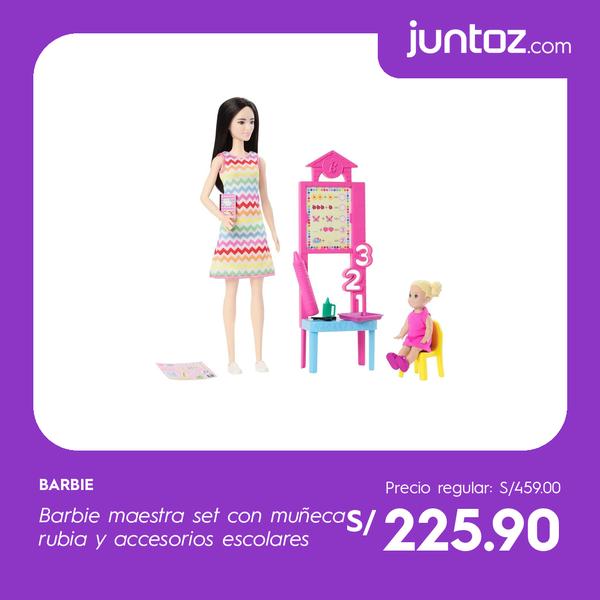 juntoz.com
3
2
1
BARBIE
Precio regular: S/459.00
Barbie maestra set con muñeca
rubia y accesorios escolares
S/ 225.90